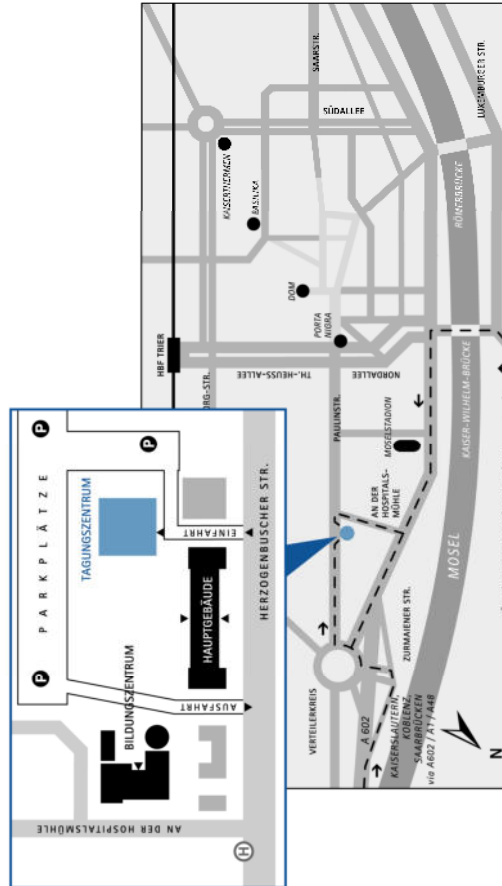 PARKPLÄTZE
P
P
P
TAGUNGSZENTRUM
EINFAHRT
HAUPTGEBÄUDE
AUSFAHRT
BILDUNGSZENTRUM
HERZOGENBUSCHER STR.
AN DER HOSPITALSMÜHLE
H
HBF TRIER
ORG-STR.
TH.-HEUSS-ALLEE
NORDALLEE
KAISERTHERMEN
BASILIKA
DOM
PORTA
NIGRA
SAARSTR.
SÜDALLEE
LUXEMBURGER STR.
RÖMERBRÜCKE
KAISER-WILHELM-BRÜCKE
MOSEL
PAULINSTR.
MOSELSTADION
AN DER
HOSPITALS-
MÜHLE
ZURMAIENER STR.
VERTEILERKREIS
A 602
KAISERSLAUTERN,
KOBLENZ,
SAARBRÜCKEN
via A602 / A1 / A48
N